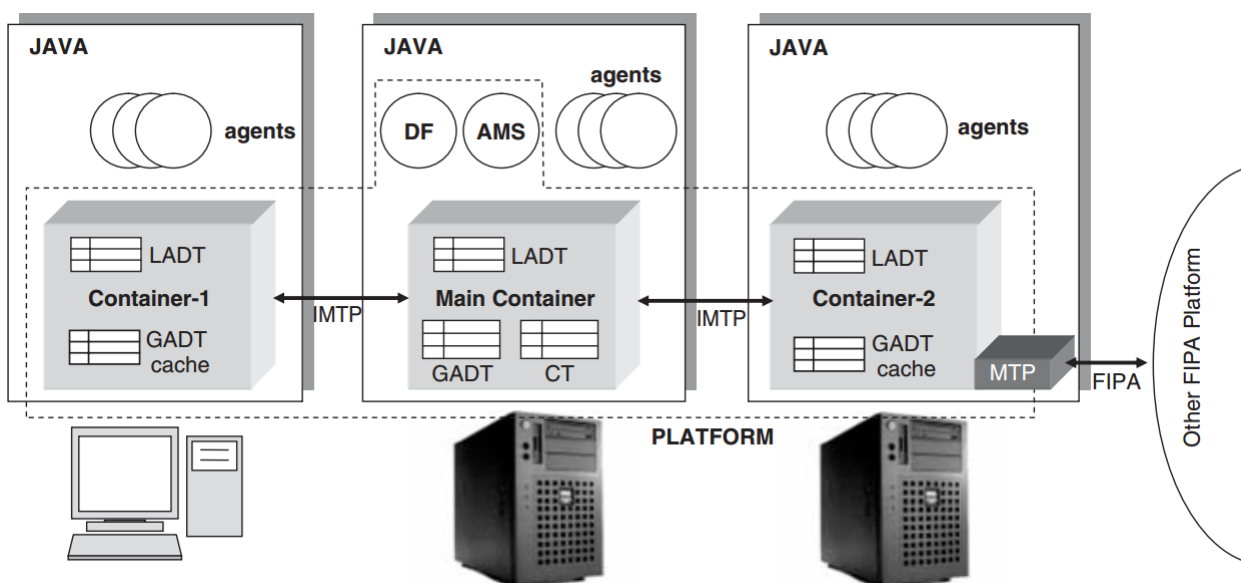 JAVA
agents
LADT
Container-1
GADT
cache
IMTP
JAVA
agents
DF
AMS
LADT
Main Container
GADT
CT
IMTP
JAVA
agents
LADT
Container-2
GADT
cache
MTP
FIPA
Other FIPA Platform
PLATFORM